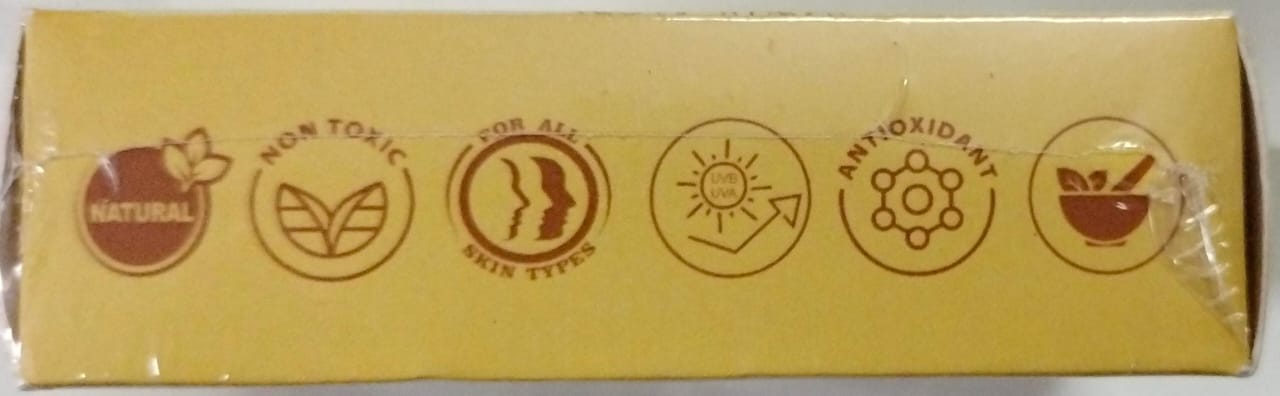 NATURAL
NON TOXIC
FOR ALL
SKIN TYPES
UVB
UVA
ANTIOXIDANT